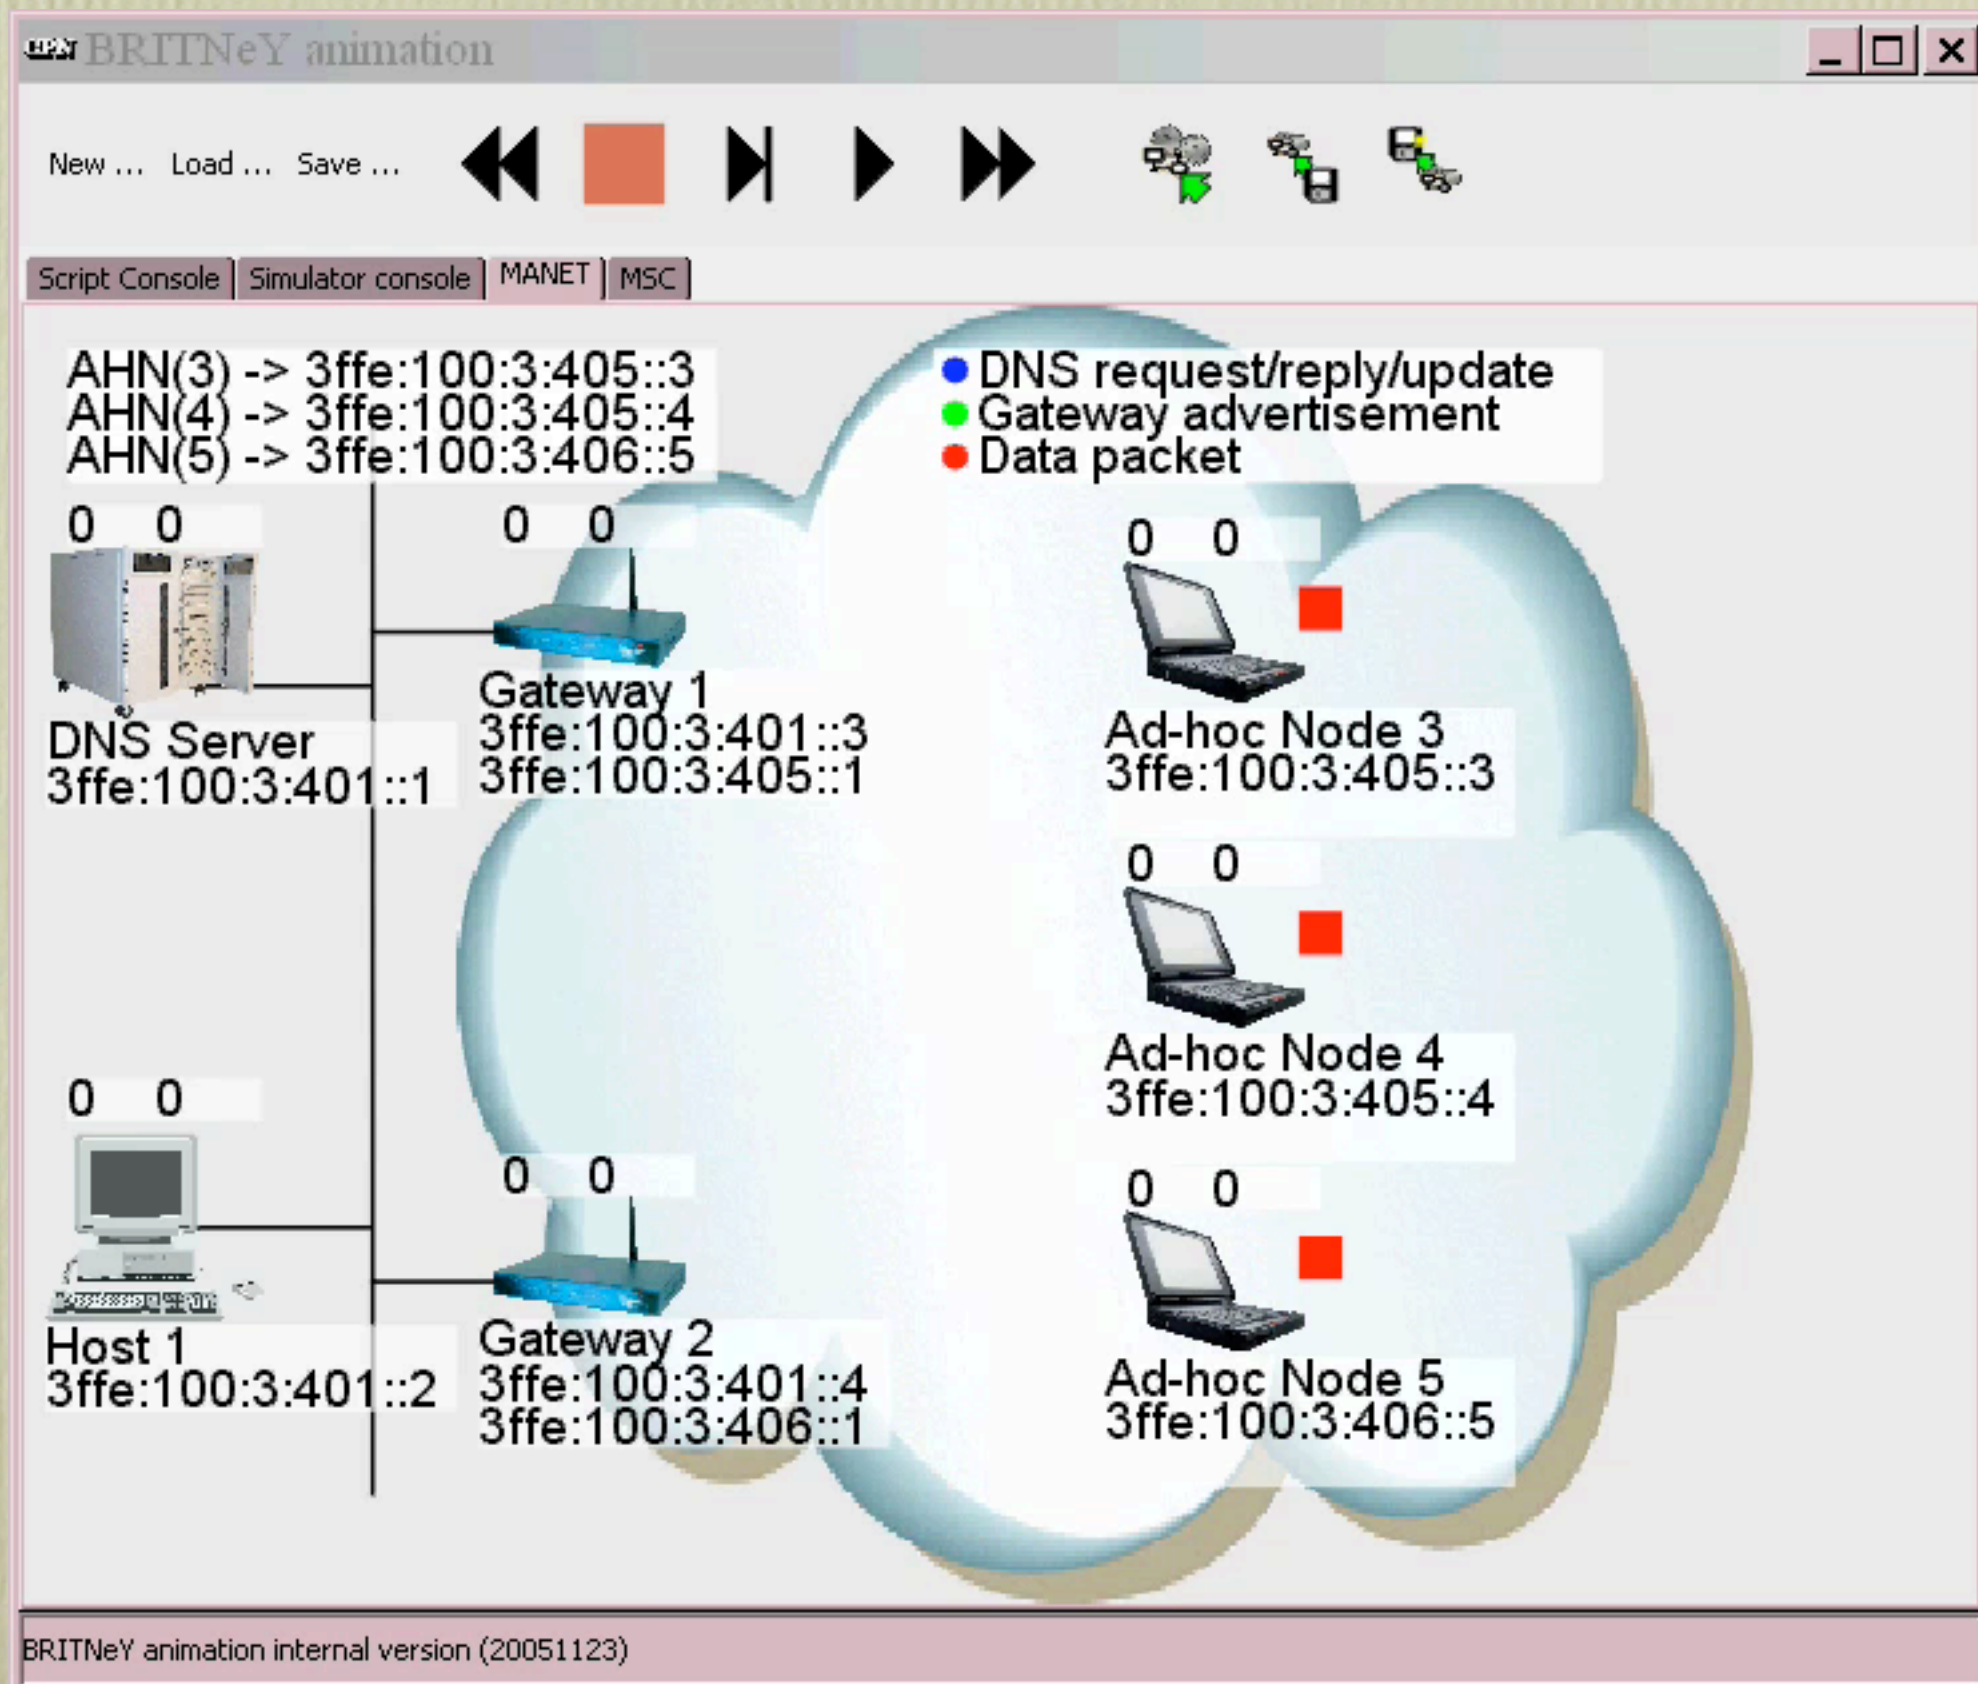 CPN BRITNeY animation
New ... Load ... Save ...
Script Console Simulator console MANET MSC
AHN(3) -> 3ffe:100:3:405::3
AHN(4) -> 3ffe:100:3:405::4
AHN(5) -> 3ffe:100:3:406::5
DNS request/reply/update
Gateway advertisement
Data packet
0 0
DNS Server
3ffe:100:3:401::1
0 0
Gateway 1
3ffe:100:3:401::3
3ffe:100:3:405::1
0 0
Ad-hoc Node 3
3ffe:100:3:405::3
0 0
Ad-hoc Node 4
3ffe:100:3:405::4
0 0
Host 1
3ffe:100:3:401::2
0 0
Gateway 2
3ffe:100:3:401::4
3ffe:100:3:406::1
0 0
Ad-hoc Node 5
3ffe:100:3:406::5
BRITNeY animation internal version (20051123)